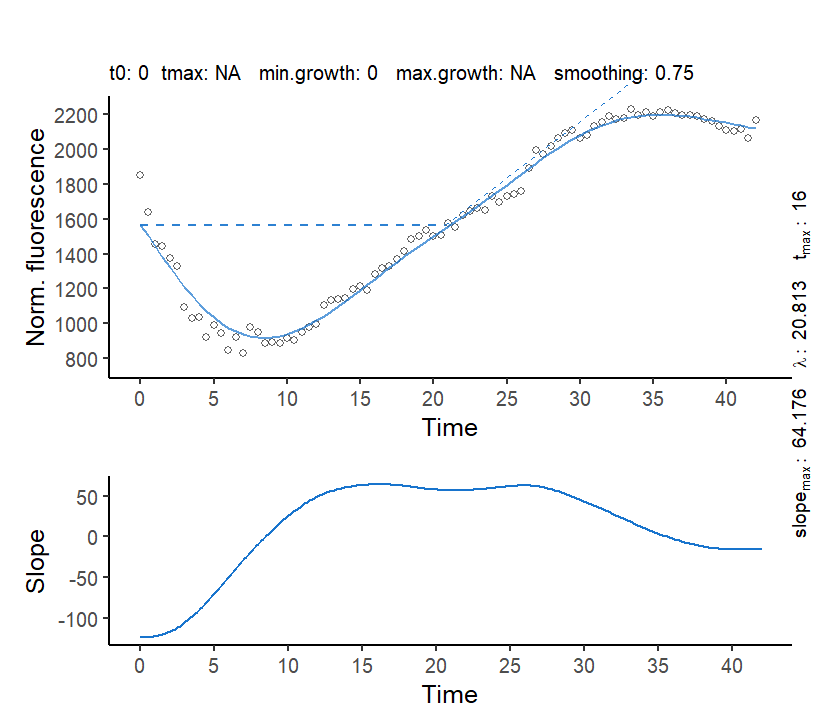 t0: 0 tmax: NA min.growth: 0 max.growth: NA smoothing: 0.75
Norm. fluorescence
2200
2000
1800
1600
1400
1200
1000
800
0 5 10 15 20 25 30 35 40
Time
slopemax: 64.176 λ: 20.813 tmax: 16
Slope
50
0
-50
-100
0 5 10 15 20 25 30 35 40
Time